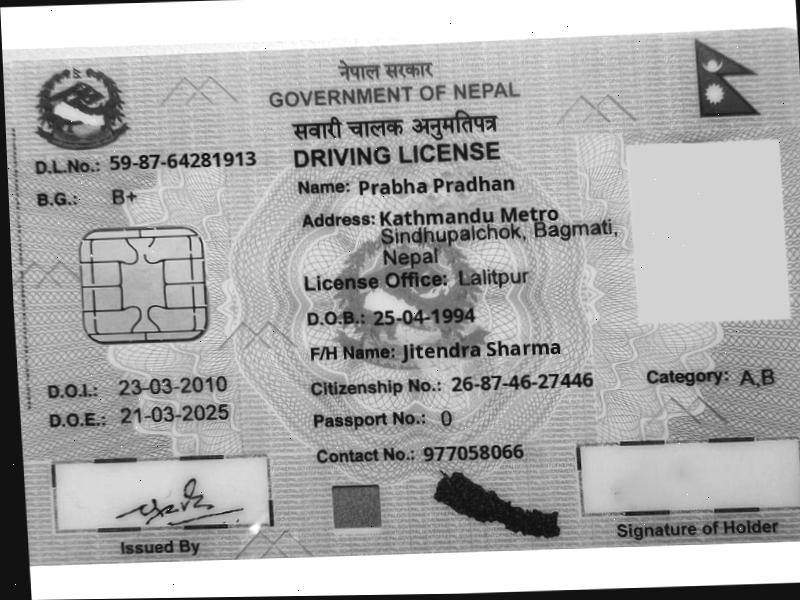 नेपाल सरकार
GOVERNMENT OF NEPAL
सवारी चालक अनुमतिपत्र
DRIVING LICENSE
D.L.No.: 59-87-64281913
B.G.: B+
Name: Prabha Pradhan
Address: Kathmandu Metro
Sindhupalchok, Bagmati,
Nepal
License Office: Lalitpur
D.O.B.: 25-04-1994
F/H Name: Jitendra Sharma
D.O.I.: 23-03-2010
Citizenship No.: 26-87-46-27446
Category: A,B
D.O.E.: 21-03-2025
Passport No.: 0
Contact No.: 977058066
Issued By
Signature of Holder